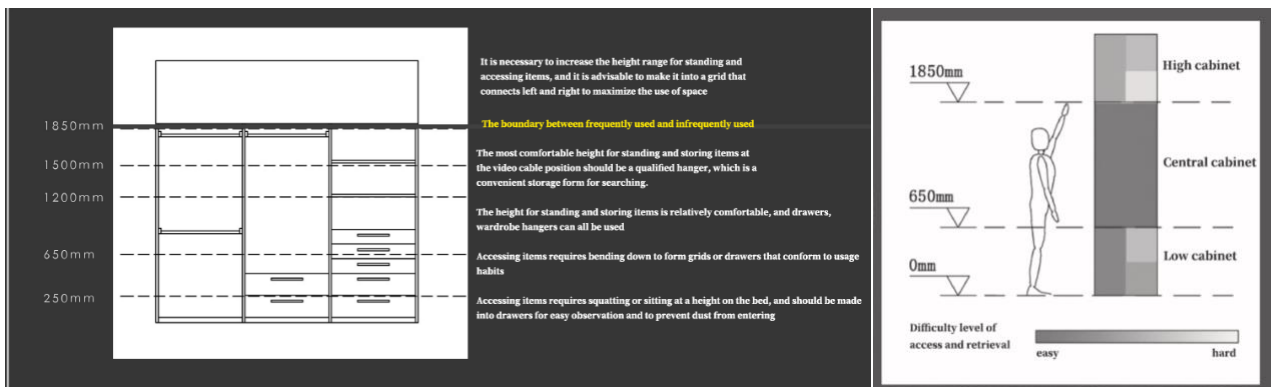 It is necessary to increase the height range for standing and
accessing items, and it is advisable to make it into a grid that
connects left and right to maximize the use of space
1850mm
The boundary between frequently used and infrequently used
The most comfortable height for standing and storing items at
1500mm
the video cable position should be a qualified hanger, which is a
convenient storage form for searching.
1200mm
The height for standing and storing items is relatively comfortable, and drawers,
wardrobe hangers can all be used
650mm
Accessing items requires bending down to form grids or drawers that conform to usage
habits
250mm
Accessing items requires squatting or sitting at a height on the bed, and should be made
into drawers for easy observation and to prevent dust from entering
High cabinet
1850mm
Central cabinet
650mm
Low cabinet
0mm
Difficulty level of
access and retrieval
easy
hard